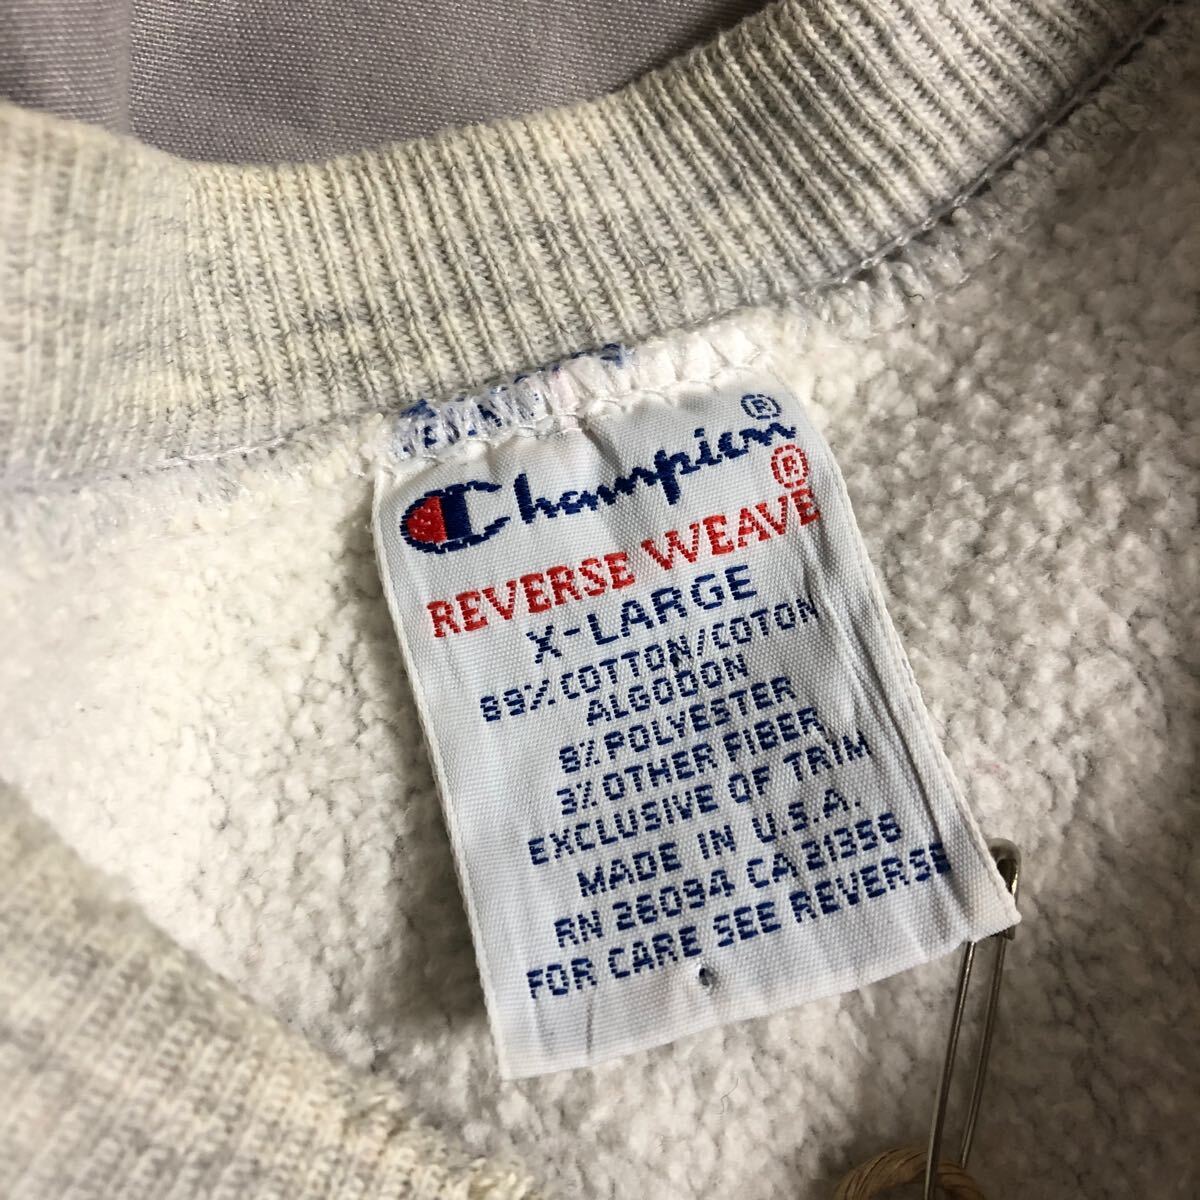 Champion®
REVERSE WEAVE®
X-LARGE
89% COTTON/COTON
ALGODON
8% POLYESTER
3% OTHER FIBER
EXCLUSIVE OF TRIM
MADE IN U.S.A.
RN 26094 CA 21398
FOR CARE SEE REVERSE